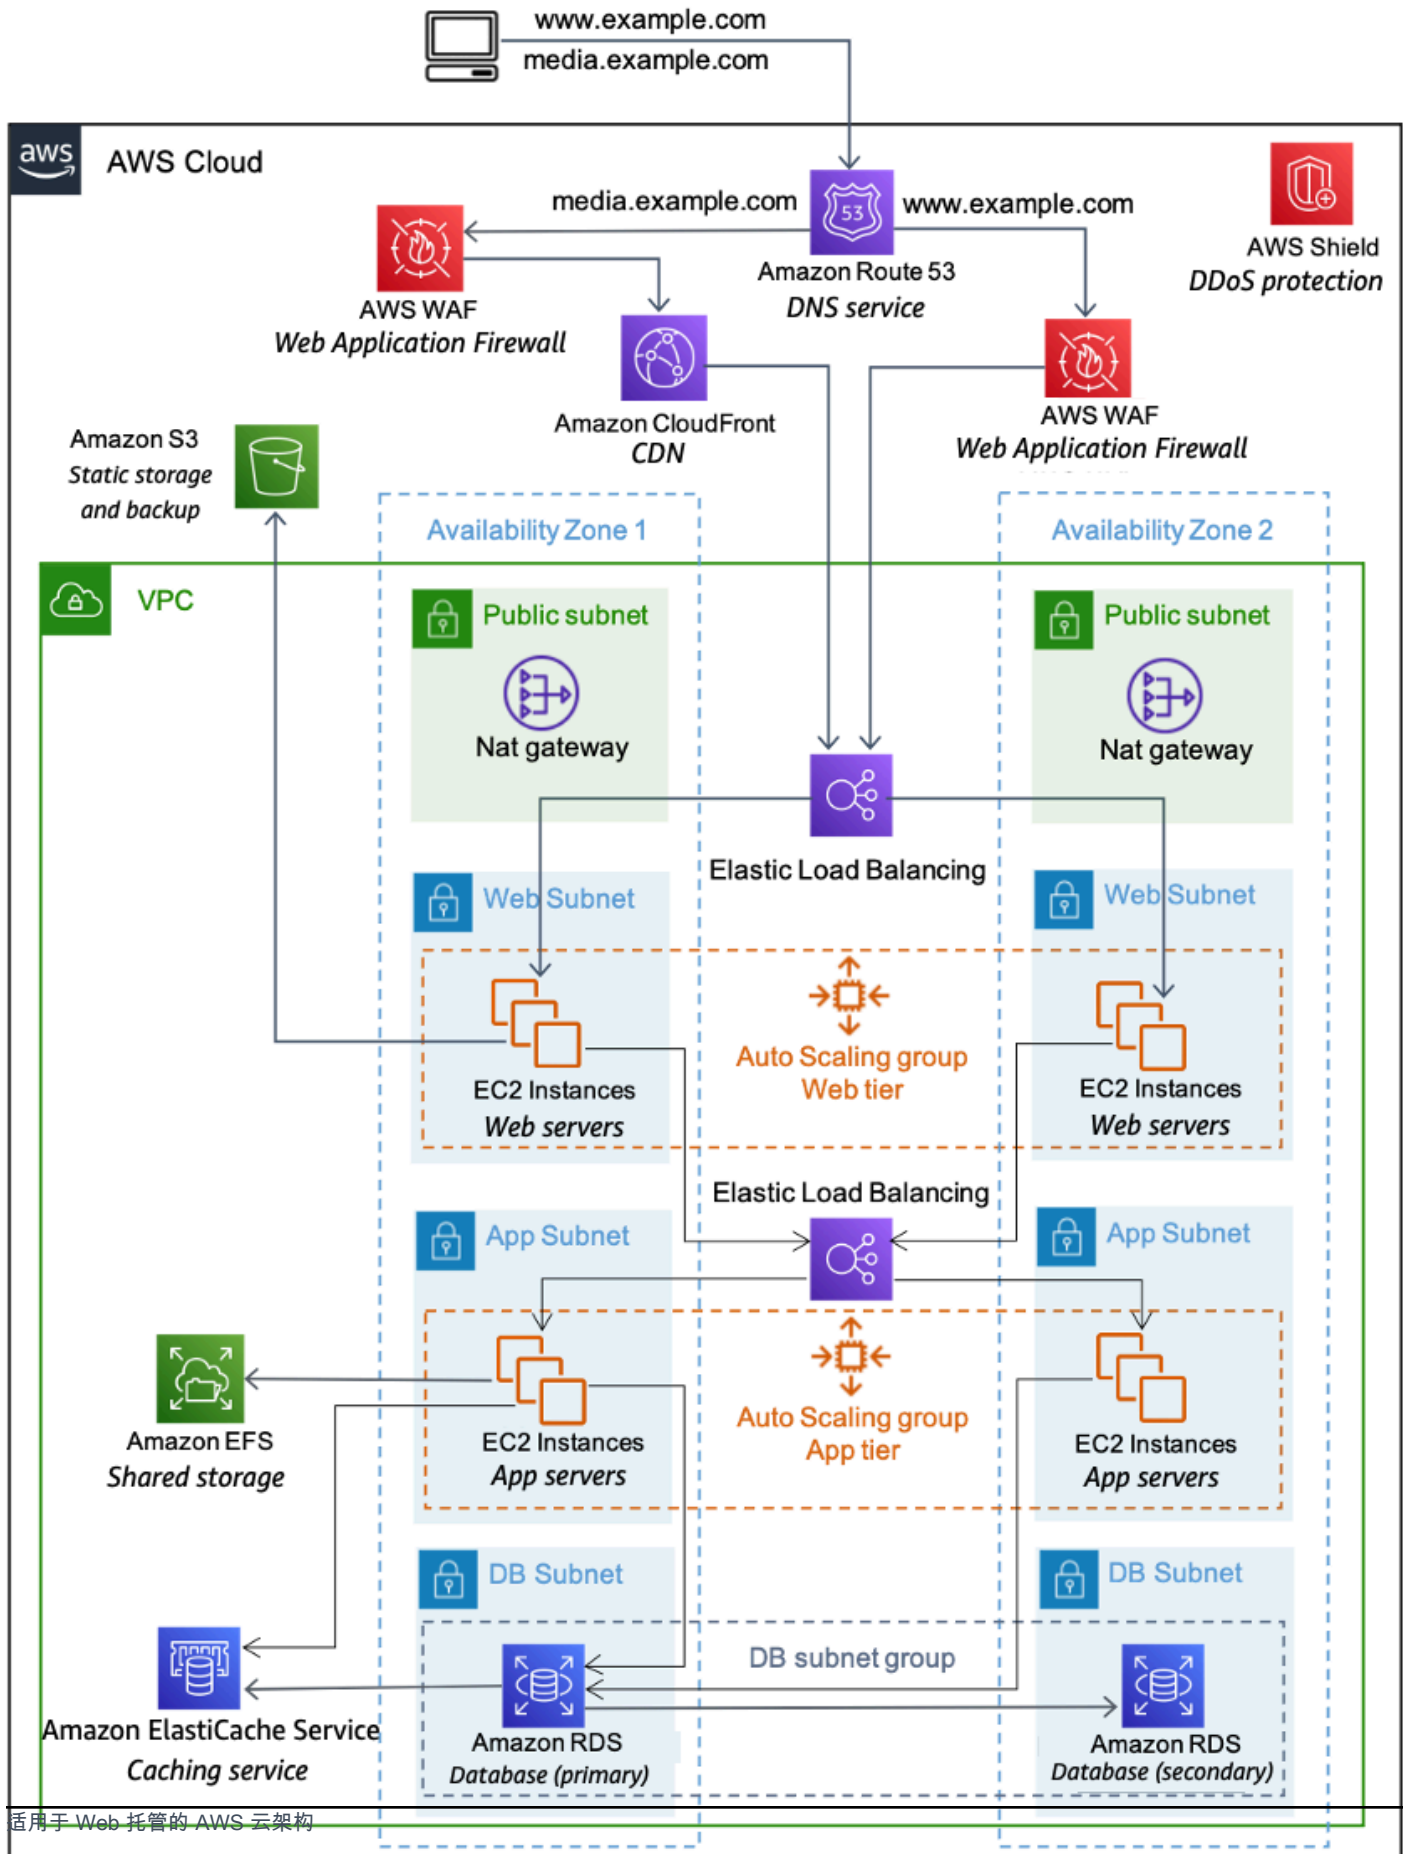 www.example.com
media.example.com
aws
AWS Cloud
media.example.com
53
www.example.com
Amazon Route 53
DNS service
AWS Shield
DDoS protection
AWS WAF
Web Application Firewall
Amazon CloudFront
CDN
AWS WAF
Web Application Firewall
Amazon S3
Static storage
and backup
Availability Zone 1
Availability Zone 2
VPC
Public subnet
Nat gateway
Public subnet
Nat gateway
Elastic Load Balancing
Web Subnet
Web Subnet
EC2 Instances
Web servers
Auto Scaling group
Web tier
EC2 Instances
Web servers
Elastic Load Balancing
App Subnet
App Subnet
Amazon EFS
Shared storage
EC2 Instances
App servers
Auto Scaling group
App tier
EC2 Instances
App servers
DB Subnet
DB Subnet
DB subnet group
Amazon ElastiCache Service
Caching service
Amazon RDS
Database (primary)
Amazon RDS
Database (secondary)
适用于 Web 托管的 AWS 云架构